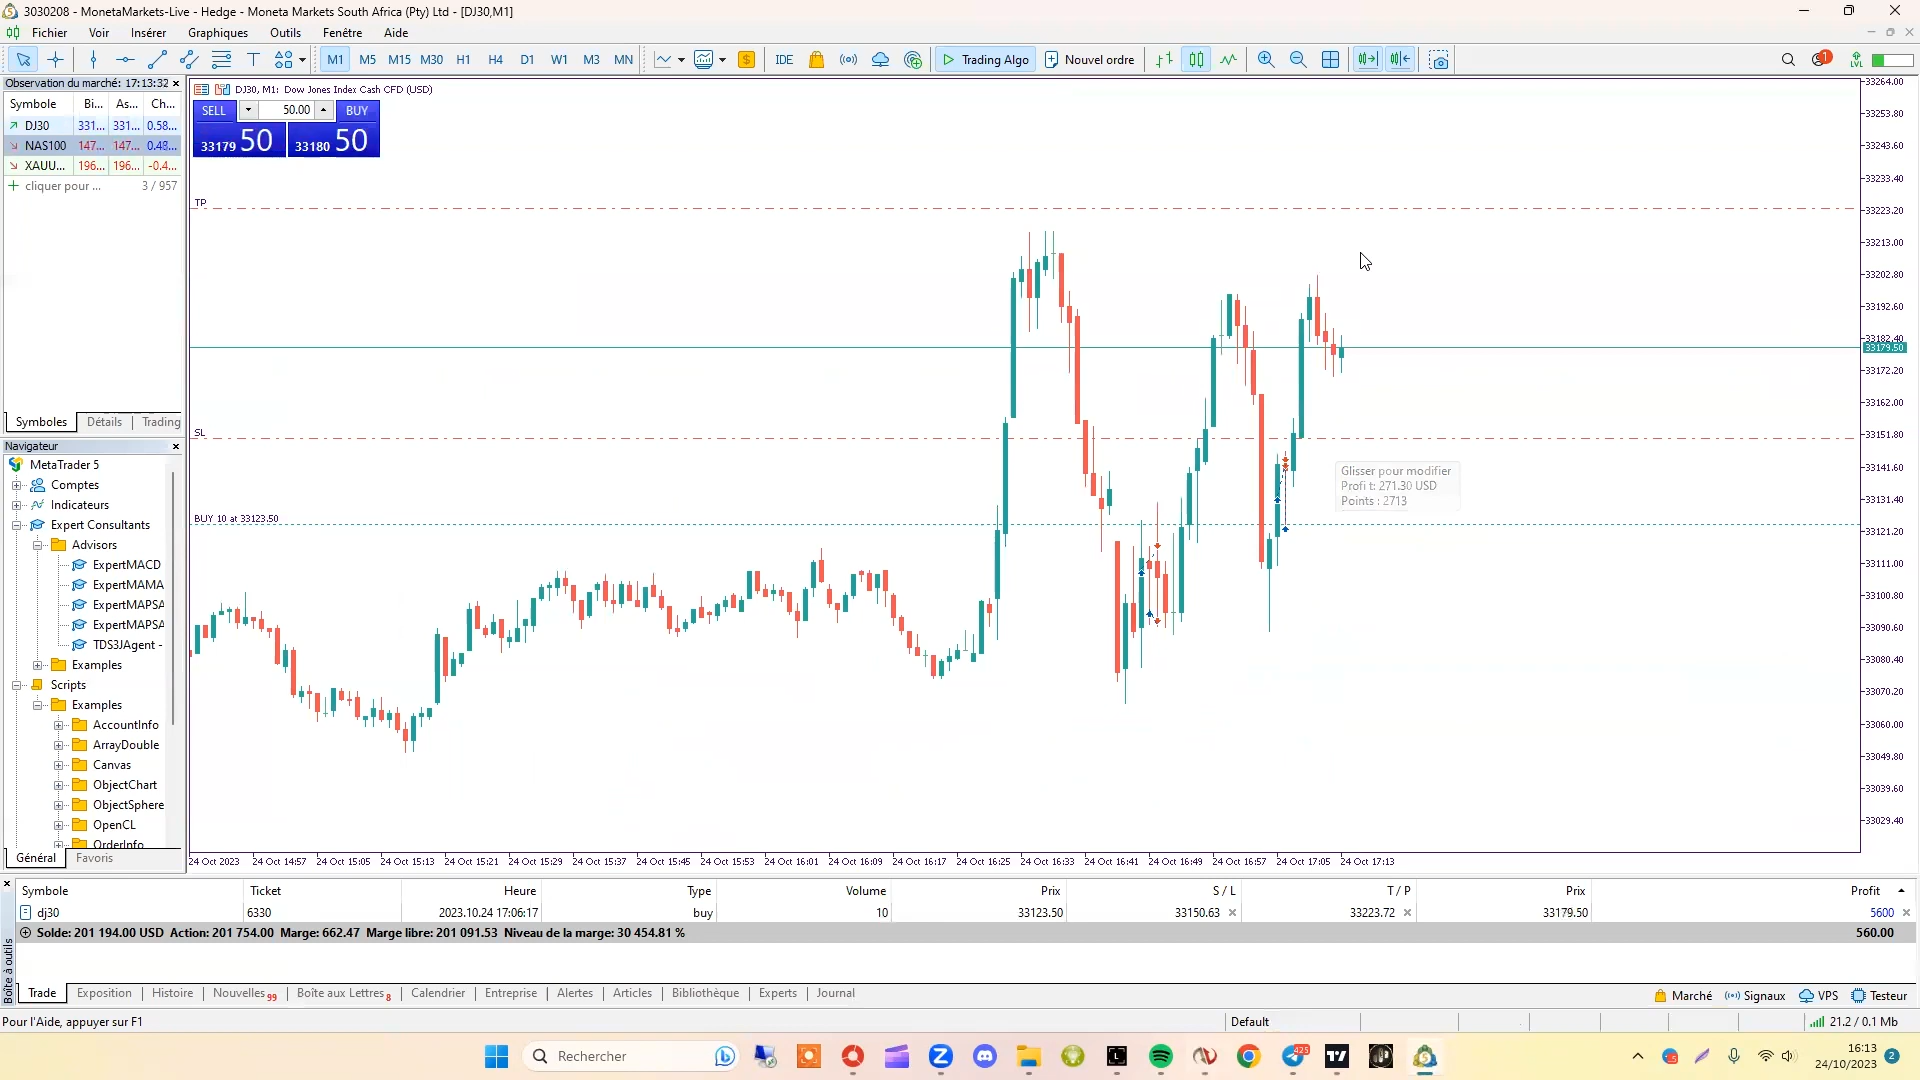 3030208 - MonetaMarkets-Live - Hedge - Moneta Markets South Africa (Pty) Ltd - [DJ30,M1]
Fichier Voir Insérer Graphiques Outils Fenêtre Aide
M1 M5 M15 M30 H1 H4 D1 W1 M3 MN IDE Trading Algo Nouvel ordre LVL
Observation du marché: 17:13:32
Symbole Bi... As... Ch...
DJ30 331... 331... 0.58...
NAS100 147... 147... 0.48...
XAUU... 196... 196... -0.4...
cliquer pour ... 3 / 957
Symboles Détails Trading
Navigateur
MetaTrader 5
Comptes
Indicateurs
Expert Consultants
Advisors
ExpertMACD
ExpertMAMA
ExpertMAPSA
ExpertMAPSA
TDS3JAgent -
Examples
Scripts
Examples
AccountInfo
ArrayDouble
Canvas
ObjectChart
ObjectSphere
OpenCL
OrderInfo
Général Favoris
DJ30, M1: Dow Jones Index Cash CFD (USD)
SELL 50.00 BUY
33179 50 33180 50
TP
SL
BUY 10 at 33123.50
Glisser pour modifier
Profi t: 271.30 USD
Points : 2713
33264.00
33253.80
33243.60
33233.40
33223.20
33213.00
33202.80
33192.60
33182.40
33179.50
33172.20
33162.00
33151.80
33141.60
33131.40
33121.20
33111.00
33100.80
33090.60
33080.40
33070.20
33060.00
33049.80
33039.60
33029.40
24 Oct 2023 24 Oct 14:57 24 Oct 15:05 24 Oct 15:13 24 Oct 15:21 24 Oct 15:29 24 Oct 15:37 24 Oct 15:45 24 Oct 15:53 24 Oct 16:01 24 Oct 16:09 24 Oct 16:17 24 Oct 16:25 24 Oct 16:33 24 Oct 16:41 24 Oct 16:49 24 Oct 16:57 24 Oct 17:05 24 Oct 17:13
Symbole Ticket Heure Type Volume Prix S / L T / P Prix Profit
dj30 6330 2023.10.24 17:06:17 buy 10 33123.50 33150.63 33223.72 33179.50 5600
Solde: 201 194.00 USD Action: 201 754.00 Marge: 662.47 Marge libre: 201 091.53 Niveau de la marge: 30 454.81 % 560.00
Boîte à outils
Trade Exposition Histoire Nouvelles 99 Boîte aux Lettres 8 Calendrier Entreprise Alertes Articles Bibliothèque Experts Journal
Marché Signaux VPS Testeur
Pour l'Aide, appuyer sur F1 Default 21.2 / 0.1 Mb
Rechercher
425
16:13
24/10/2023
2